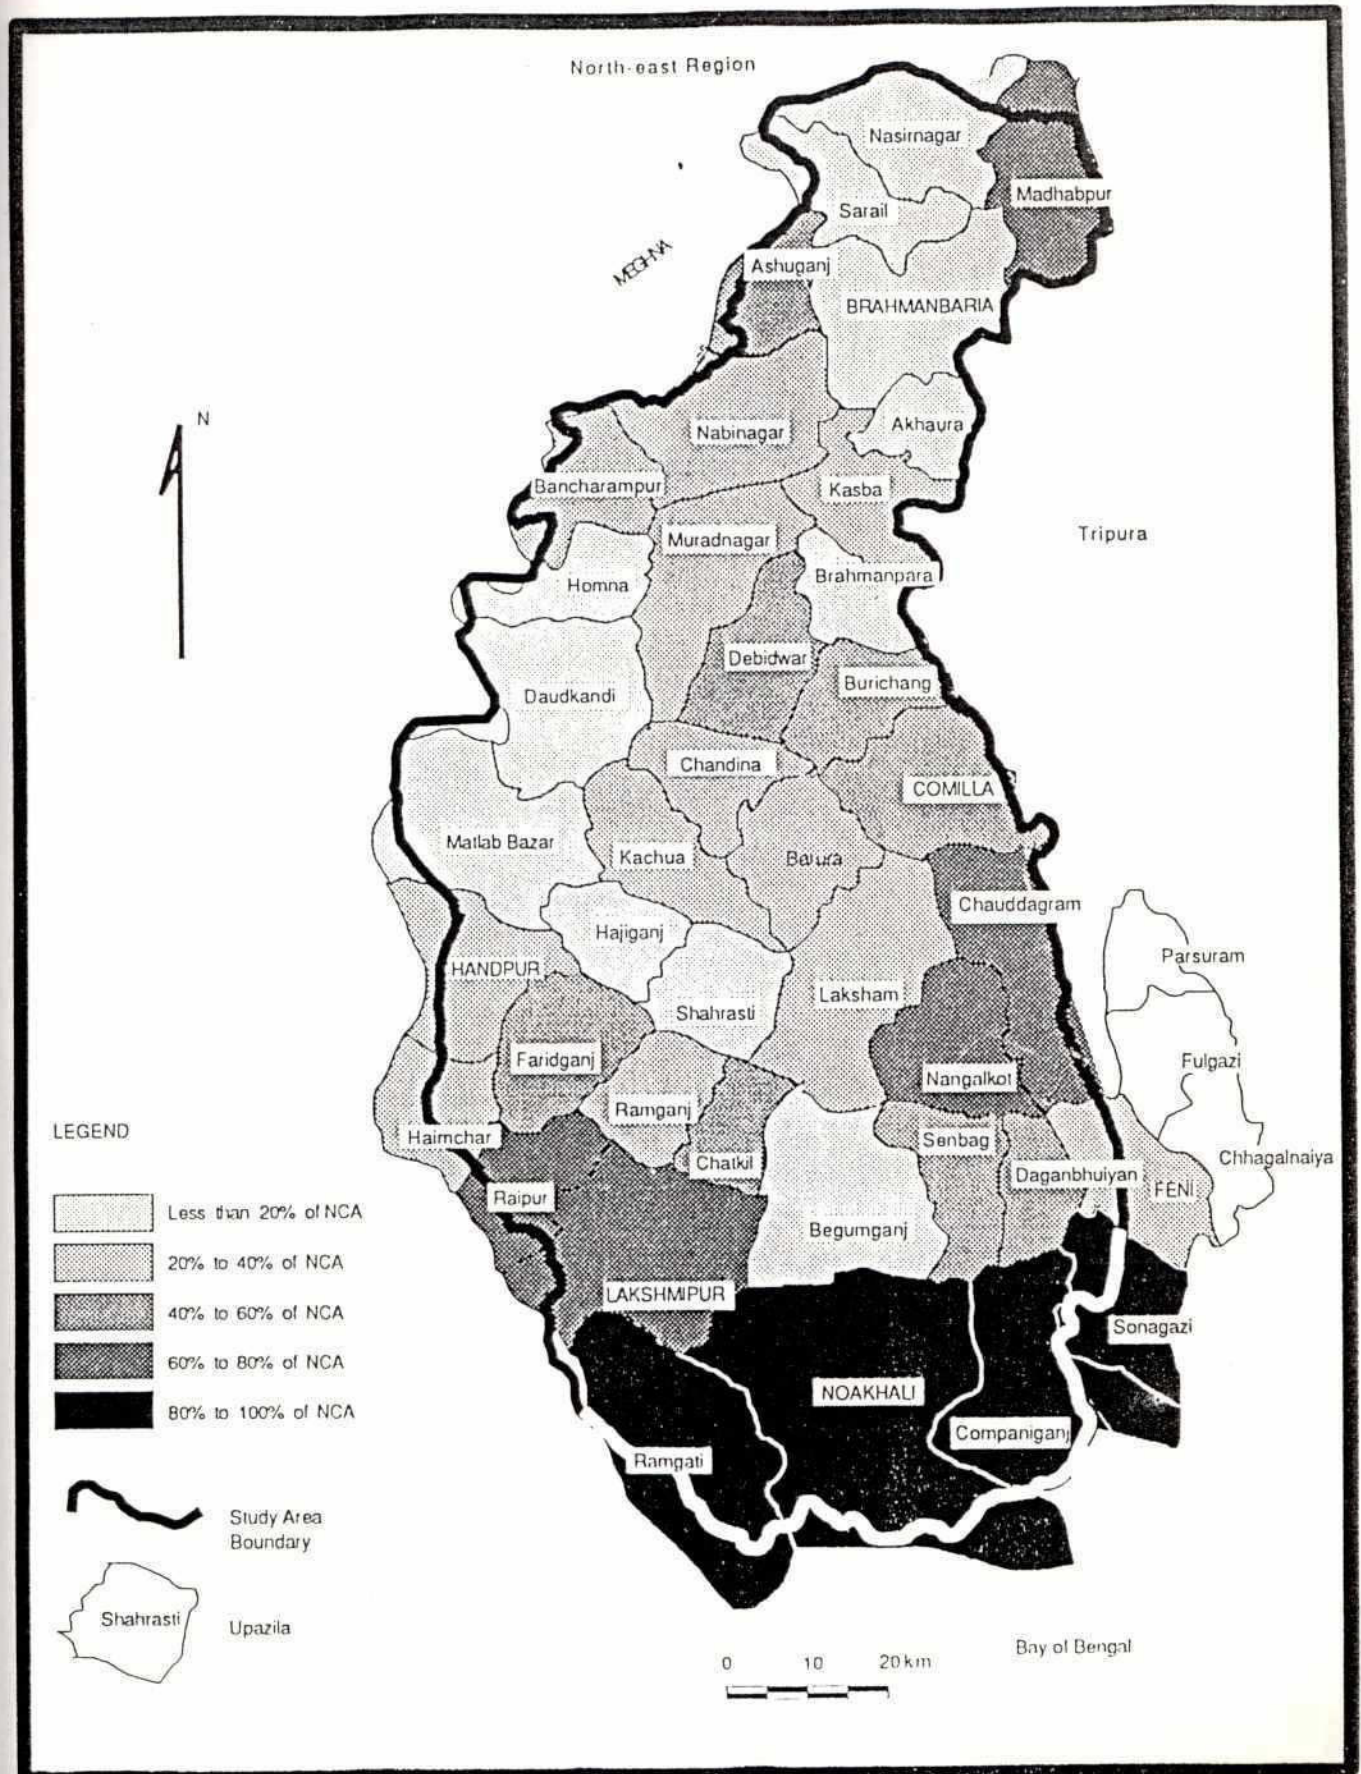 North-east Region
Nasirnagar
Madhabpur
Sarail
MEGHNA
Ashuganj
BRAHMANBARIA
N
Akhaura
Nabinagar
Bancharampur
Kasba
Muradnagar
Tripura
Homna
Brahmanpara
Debidwar
Burichang
Daudkandi
Chandina
COMILLA
Matlab Bazar
Kachua
Barura
Chauddagram
Hajiganj
Parsuram
HANDPUR
Laksham
Shahrasti
Faridganj
Fulgazi
Nangalkot
Ramganj
LEGEND
Haimchar
Senbag
Chatkil
Daganbhuiyan
Chhagalnaiya
FENI
Raipur
Less than 20% of NCA
Begumganj
20% to 40% of NCA
LAKSHMIPUR
40% to 60% of NCA
Sonagazi
60% to 80% of NCA
NOAKHALI
80% to 100% of NCA
Companiganj
Ramgati
Study Area
Boundary
Shahrasti
Upazila
Bay of Bengal
0 10 20 km